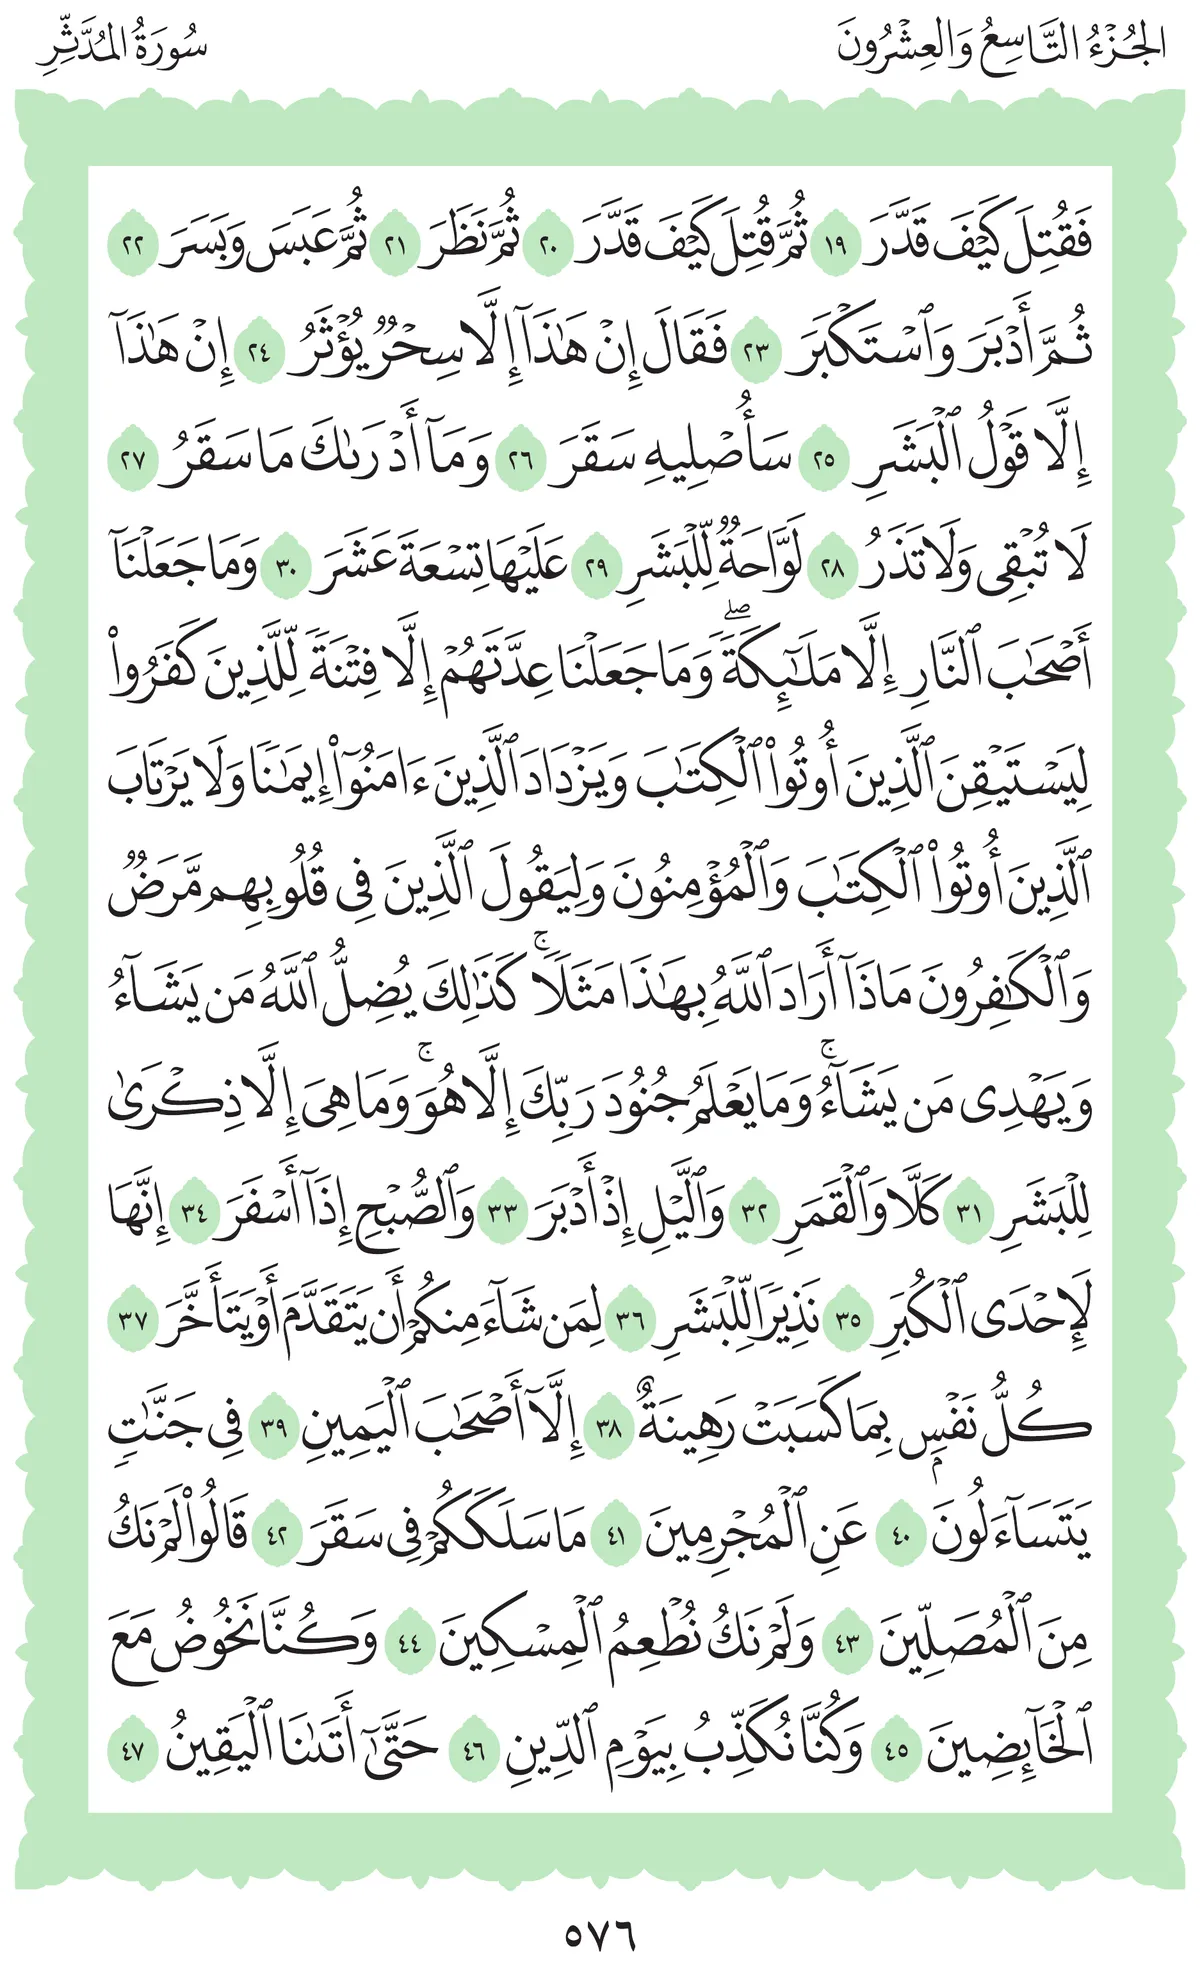 الجُزْءُ التَّاسِعُ وَالعِشْرُونَ
سُورَةُ المُدَّثِّرِ
فَقُتِلَ كَيْفَ قَدَّرَ ١٩ ثُمَّ قُتِلَ كَيْفَ قَدَّرَ ٢٠ ثُمَّ نَظَرَ ٢١ ثُمَّ عَبَسَ وَبَسَرَ ٢٢
ثُمَّ أَدْبَرَ وَٱسْتَكْبَرَ ٢٣ فَقَالَ إِنْ هَـٰذَآ إِلَّا سِحْرٌ يُؤْثَرُ ٢٤ إِنْ هَـٰذَآ
إِلَّا قَوْلُ ٱلْبَشَرِ ٢٥ سَأُصْلِيهِ سَقَرَ ٢٦ وَمَآ أَدْرَىٰكَ مَا سَقَرُ ٢٧
لَا تُبْقِى وَلَا تَذَرُ ٢٨ لَوَّاحَةٌ لِّلْبَشَرِ ٢٩ عَلَيْهَا تِسْعَةَ عَشَرَ ٣٠ وَمَا جَعَلْنَآ
أَصْحَـٰبَ ٱلنَّارِ إِلَّا مَلَـٰٓئِكَةً ۖ وَمَا جَعَلْنَا عِدَّتَهُمْ إِلَّا فِتْنَةً لِّلَّذِينَ كَفَرُوا۟
لِيَسْتَيْقِنَ ٱلَّذِينَ أُوتُوا۟ ٱلْكِتَـٰبَ وَيَزْدَادَ ٱلَّذِينَ ءَامَنُوٓا۟ إِيمَـٰنًا وَلَا يَرْتَابَ
ٱلَّذِينَ أُوتُوا۟ ٱلْكِتَـٰبَ وَٱلْمُؤْمِنُونَ وَلِيَقُولَ ٱلَّذِينَ فِى قُلُوبِهِم مَّرَضٌ
وَٱلْكَـٰفِرُونَ مَاذَآ أَرَادَ ٱللَّهُ بِهَـٰذَا مَثَلًا ۚ كَذَٰلِكَ يُضِلُّ ٱللَّهُ مَن يَشَآءُ
وَيَهْدِى مَن يَشَآءُ ۚ وَمَا يَعْلَمُ جُنُودَ رَبِّكَ إِلَّا هُوَ ۚ وَمَا هِىَ إِلَّا ذِكْرَىٰ
لِلْبَشَرِ ٣١ كَلَّا وَٱلْقَمَرِ ٣٢ وَٱلَّيْلِ إِذْ أَدْبَرَ ٣٣ وَٱلصُّبْحِ إِذَآ أَسْفَرَ ٣٤ إِنَّهَا
لَإِحْدَى ٱلْكُبَرِ ٣٥ نَذِيرًا لِّلْبَشَرِ ٣٦ لِمَن شَآءَ مِنكُمْ أَن يَتَقَدَّمَ أَوْ يَتَأَخَّرَ ٣٧
كُلُّ نَفْسٍۭ بِمَا كَسَبَتْ رَهِينَةٌ ٣٨ إِلَّآ أَصْحَـٰبَ ٱلْيَمِينِ ٣٩ فِى جَنَّـٰتٍ
يَتَسَآءَلُونَ ٤٠ عَنِ ٱلْمُجْرِمِينَ ٤١ مَا سَلَكَكُمْ فِى سَقَرَ ٤٢ قَالُوا۟ لَمْ نَكُ
مِنَ ٱلْمُصَلِّينَ ٤٣ وَلَمْ نَكُ نُطْعِمُ ٱلْمِسْكِينَ ٤٤ وَكُنَّا نَخُوضُ مَعَ
ٱلْخَآئِضِينَ ٤٥ وَكُنَّا نُكَذِّبُ بِيَوْمِ ٱلدِّينِ ٤٦ حَتَّىٰٓ أَتَىٰنَا ٱلْيَقِينُ ٤٧
٥٧٦